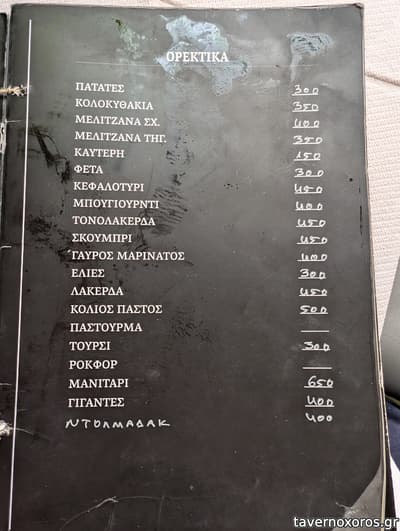 ΟΡΕΚΤΙΚΑ
ΠΑΤΑΤΕΣ 300
ΚΟΛΟΚΥΘΑΚΙΑ 350
ΜΕΛΙΤΖΑΝΑ ΣΧ. 400
ΜΕΛΙΤΖΑΝΑ ΤΗΓ. 350
ΚΑΥΤΕΡΗ 150
ΦΕΤΑ 300
ΚΕΦΑΛΟΤΥΡΙ 450
ΜΠΟΥΓΙΟΥΡΝΤΙ 400
ΤΟΝΟΛΑΚΕΡΔΑ 450
ΣΚΟΥΜΠΡΙ 450
ΓΑΥΡΟΣ ΜΑΡΙΝΑΤΟΣ 400
ΕΛΙΕΣ 300
ΛΑΚΕΡΔΑ 450
ΚΟΛΙΟΣ ΠΑΣΤΟΣ 500
ΠΑΣΤΟΥΡΜΑ —
ΤΟΥΡΣΙ 300
ΡΟΚΦΟΡ —
ΜΑΝΙΤΑΡΙ 650
ΓΙΓΑΝΤΕΣ 400
ΝΤΟΛΜΑΔΑΚ 400
tavernoxoros.gr